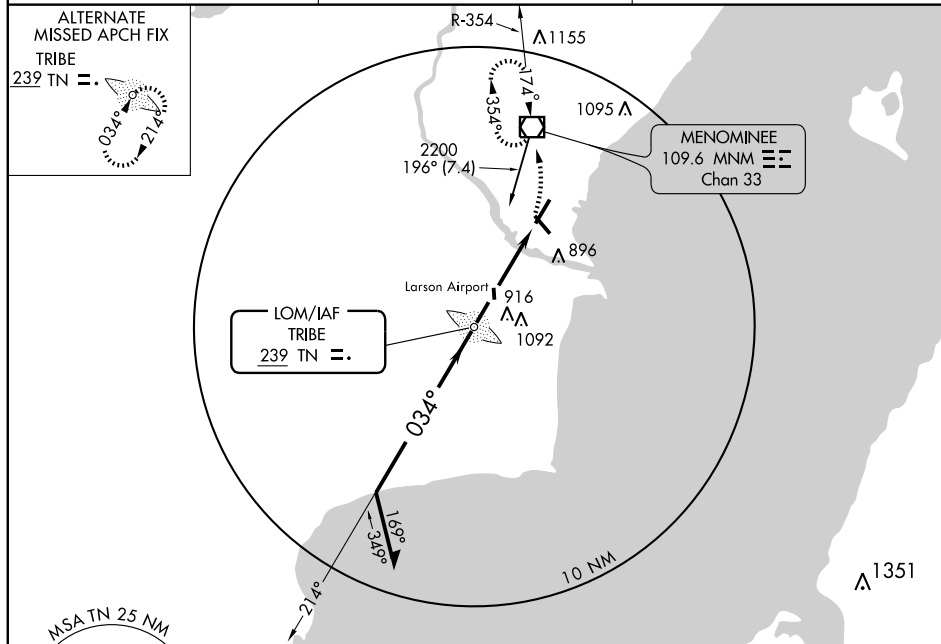 ALTERNATE
MISSED APCH FIX
TRIBE
239 TN
034°
214°
R-354
1155
174°
354°
1095
MENOMINEE
109.6 MNM
Chan 33
2200
196° (7.4)
896
Larson Airport
916
1092
LOM/IAF
TRIBE
239 TN
034°
169°
349°
214°
10 NM
1351
MSA TN 25 NM